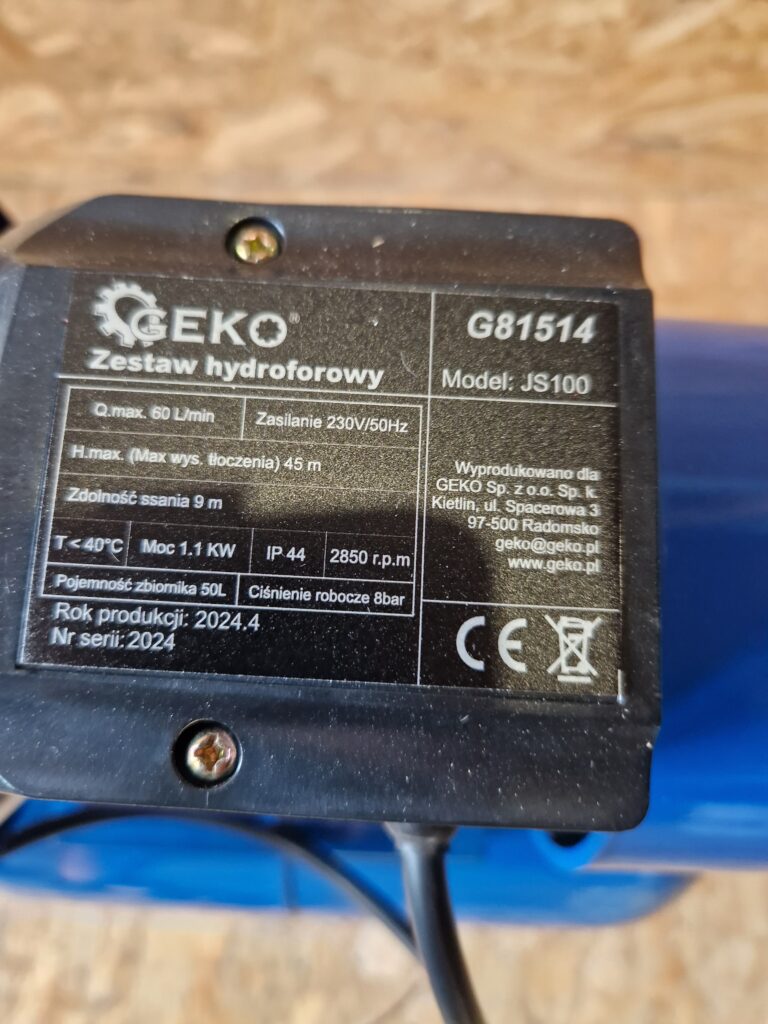 GEKO®
Zestaw hydroforowy
G81514
Model: JS100
Q.max. 60 L/min Zasilanie 230V/50Hz
H.max. (Max wys. tłoczenia) 45 m
Zdolność ssania 9 m
T < 40°C Moc 1.1 KW IP 44 2850 r.p.m
Pojemność zbiornika 50L Ciśnienie robocze 8bar
Rok produkcji: 2024.4
Nr serii: 2024
Wyprodukowano dla
GEKO Sp. z o.o. Sp. k.
Kietlin, ul. Spacerowa 3
97-500 Radomsko
geko@geko.pl
www.geko.pl
CE